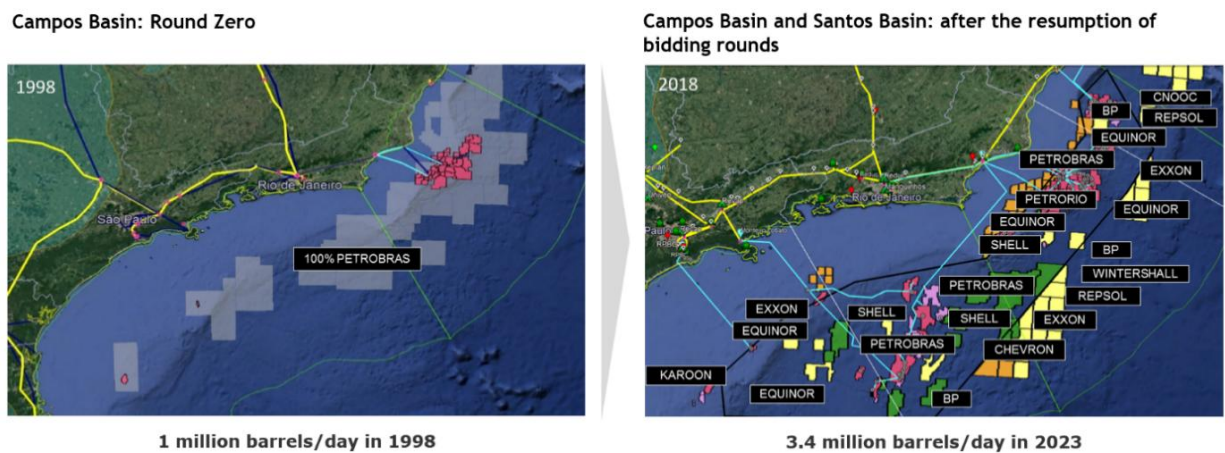 Campos Basin: Round Zero
Campos Basin and Santos Basin: after the resumption of
bidding rounds
1998
Rio de Janeiro
São Paulo
100% PETROBRAS
2018
CNOOC
BP
REPSOL
EQUINOR
PETROBRAS
EXXON
PETRORIO
EQUINOR
EQUINOR
SHELL
BP
WINTERSHALL
PETROBRAS
REPSOL
EXXON
SHELL
SHELL
EXXON
EQUINOR
PETROBRAS
CHEVRON
KAROON
EQUINOR
BP
Rio de Janeiro
1 million barrels/day in 1998
3.4 million barrels/day in 2023